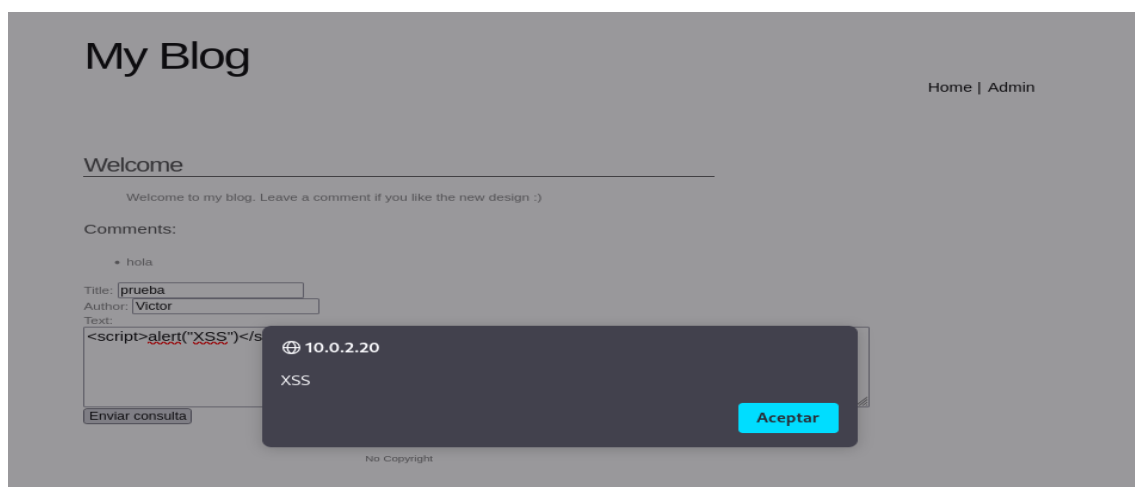 My Blog
Home | Admin
Welcome
Welcome to my blog. Leave a comment if you like the new design :)
Comments:
• hola
Title: prueba
Author: Victor
Text:
<script>alert("XSS")</s
10.0.2.20
XSS
Aceptar
Enviar consulta
No Copyright